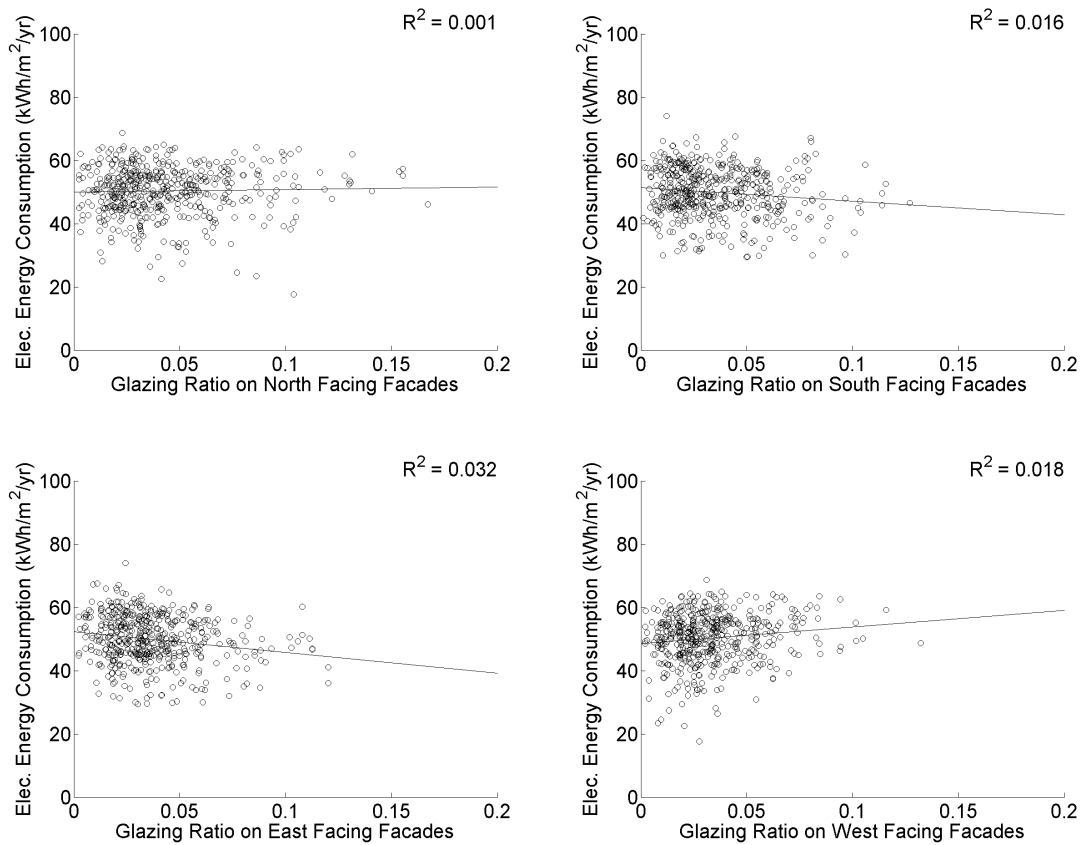 R² = 0.001
Elec. Energy Consumption (kWh/m²/yr)
100
80
60
40
20
0
0 0.05 0.1 0.15 0.2
Glazing Ratio on North Facing Facades
R² = 0.016
Elec. Energy Consumption (kWh/m²/yr)
100
80
60
40
20
0
0 0.05 0.1 0.15 0.2
Glazing Ratio on South Facing Facades
R² = 0.032
Elec. Energy Consumption (kWh/m²/yr)
100
80
60
40
20
0
0 0.05 0.1 0.15 0.2
Glazing Ratio on East Facing Facades
R² = 0.018
Elec. Energy Consumption (kWh/m²/yr)
100
80
60
40
20
0
0 0.05 0.1 0.15 0.2
Glazing Ratio on West Facing Facades